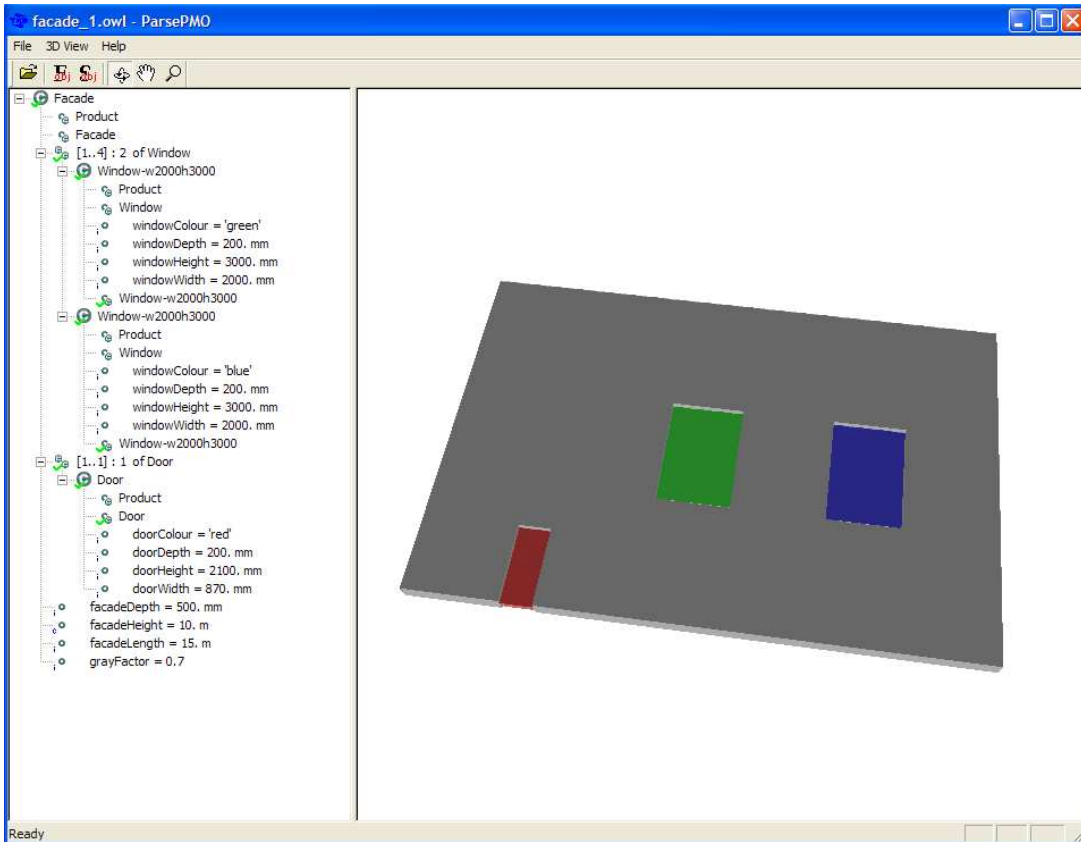 facade_1.owl - ParsePMO
File 3D View Help
Facade
Product
Facade
[1..4] : 2 of Window
Window-w2000h3000
Product
Window
windowColour = 'green'
windowDepth = 200. mm
windowHeight = 3000. mm
windowWidth = 2000. mm
Window-w2000h3000
Window-w2000h3000
Product
Window
windowColour = 'blue'
windowDepth = 200. mm
windowHeight = 3000. mm
windowWidth = 2000. mm
Window-w2000h3000
[1..1] : 1 of Door
Door
Product
Door
doorColour = 'red'
doorDepth = 200. mm
doorHeight = 2100. mm
doorWidth = 870. mm
facadeDepth = 500. mm
facadeHeight = 10. m
facadeLength = 15. m
grayFactor = 0.7
Ready